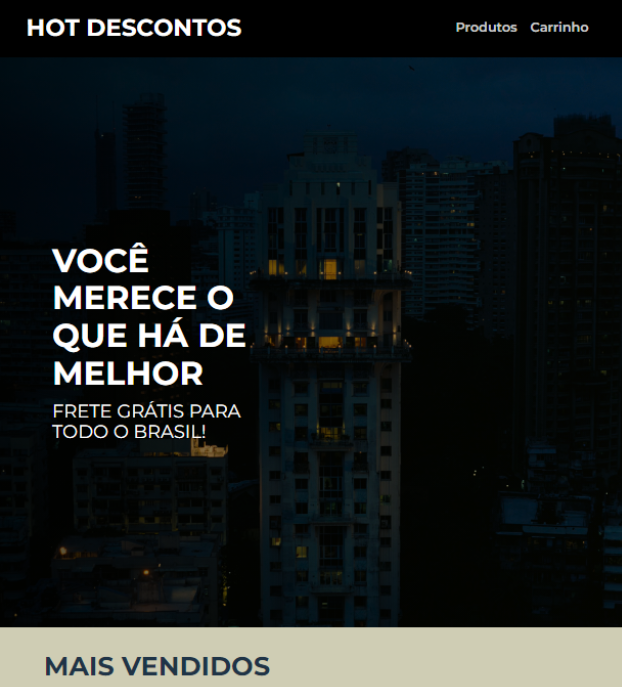 HOT DESCONTOS
Produtos Carrinho
VOCÊ
MERECE O
QUE HÁ DE
MELHOR
FRETE GRÁTIS PARA
TODO O BRASIL!
MAIS VENDIDOS